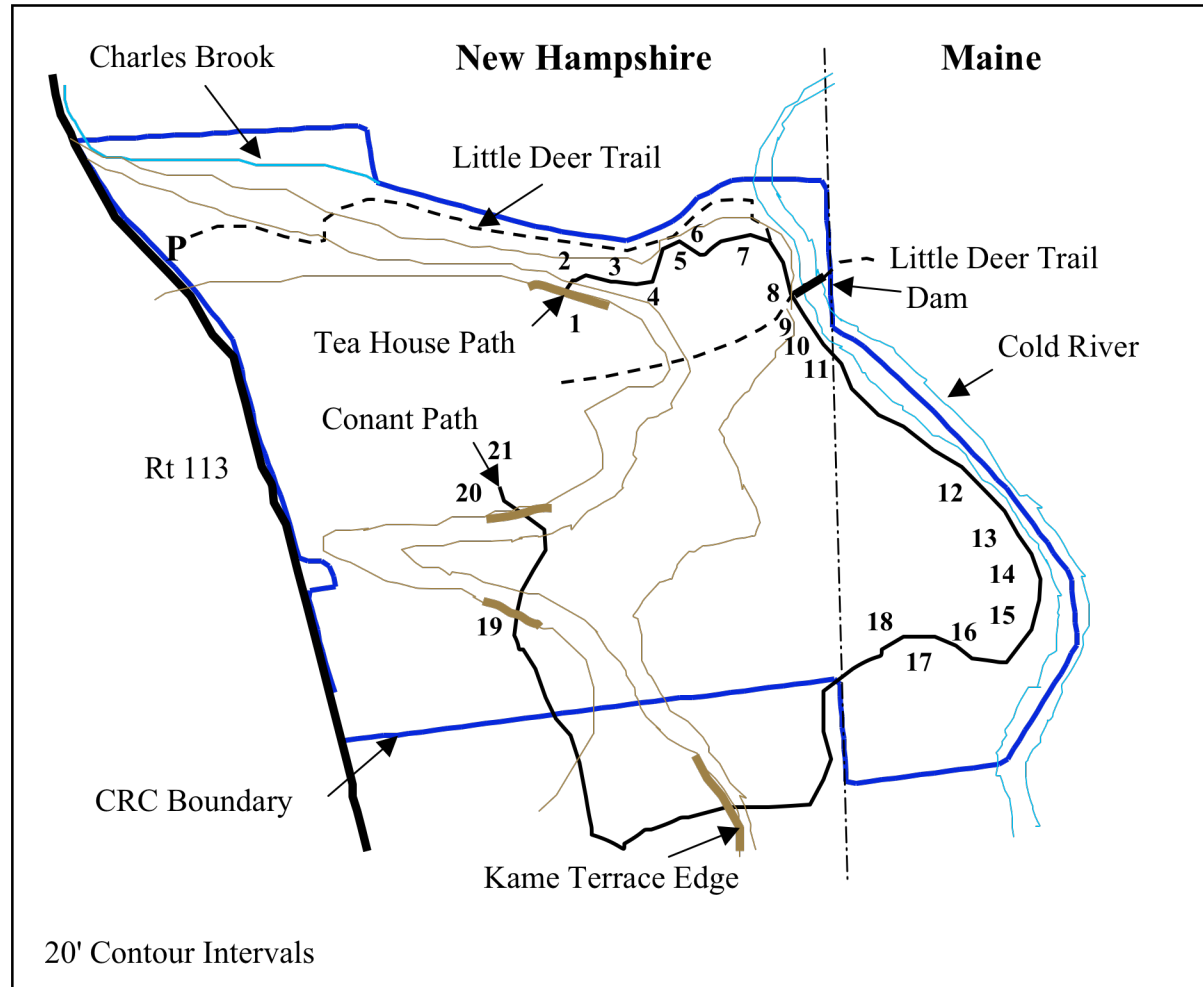 New Hampshire
Maine
Charles Brook
Little Deer Trail
P
2
3
6
5
7
4
1
8
Little Deer Trail
Dam
Tea House Path
9
10
11
Cold River
Conant Path
21
Rt 113
20
12
13
14
15
19
18
16
17
CRC Boundary
Kame Terrace Edge
20' Contour Intervals